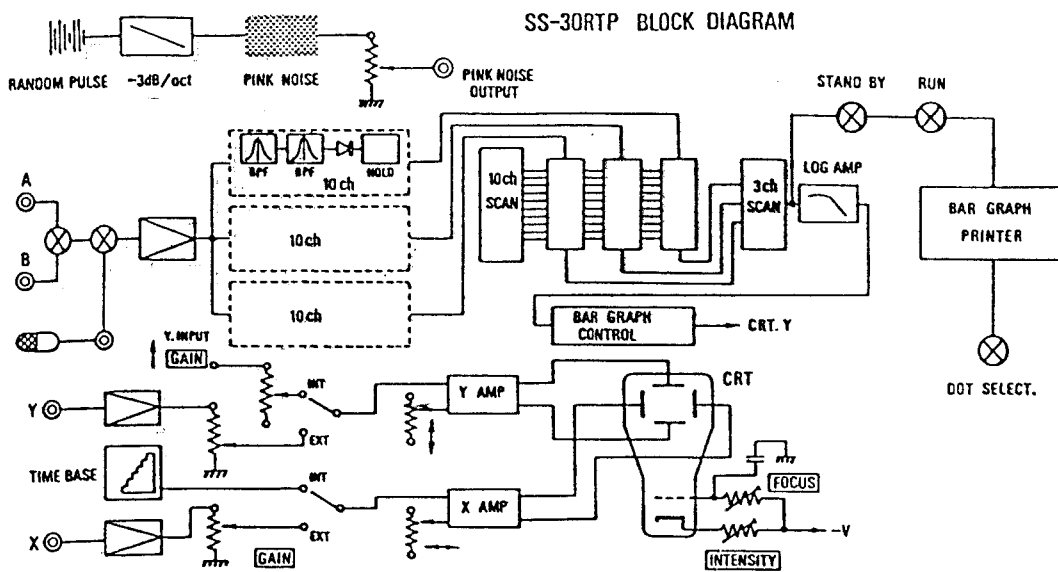 SS-30RTP BLOCK DIAGRAM
RANDOM PULSE
-3dB/oct
PINK NOISE
PINK NOISE
OUTPUT
STAND BY
RUN
BPF
BPF
HOLD
10 ch
A
B
10ch
10ch
10ch
SCAN
3ch
SCAN
LOG AMP
BAR GRAPH
PRINTER
BAR GRAPH
CONTROL
CRT. Y
DOT SELECT.
Y. INPUT
GAIN
INT
EXT
Y
Y AMP
CRT
TIME BASE
INT
EXT
X
GAIN
X AMP
FOCUS
-V
INTENSITY